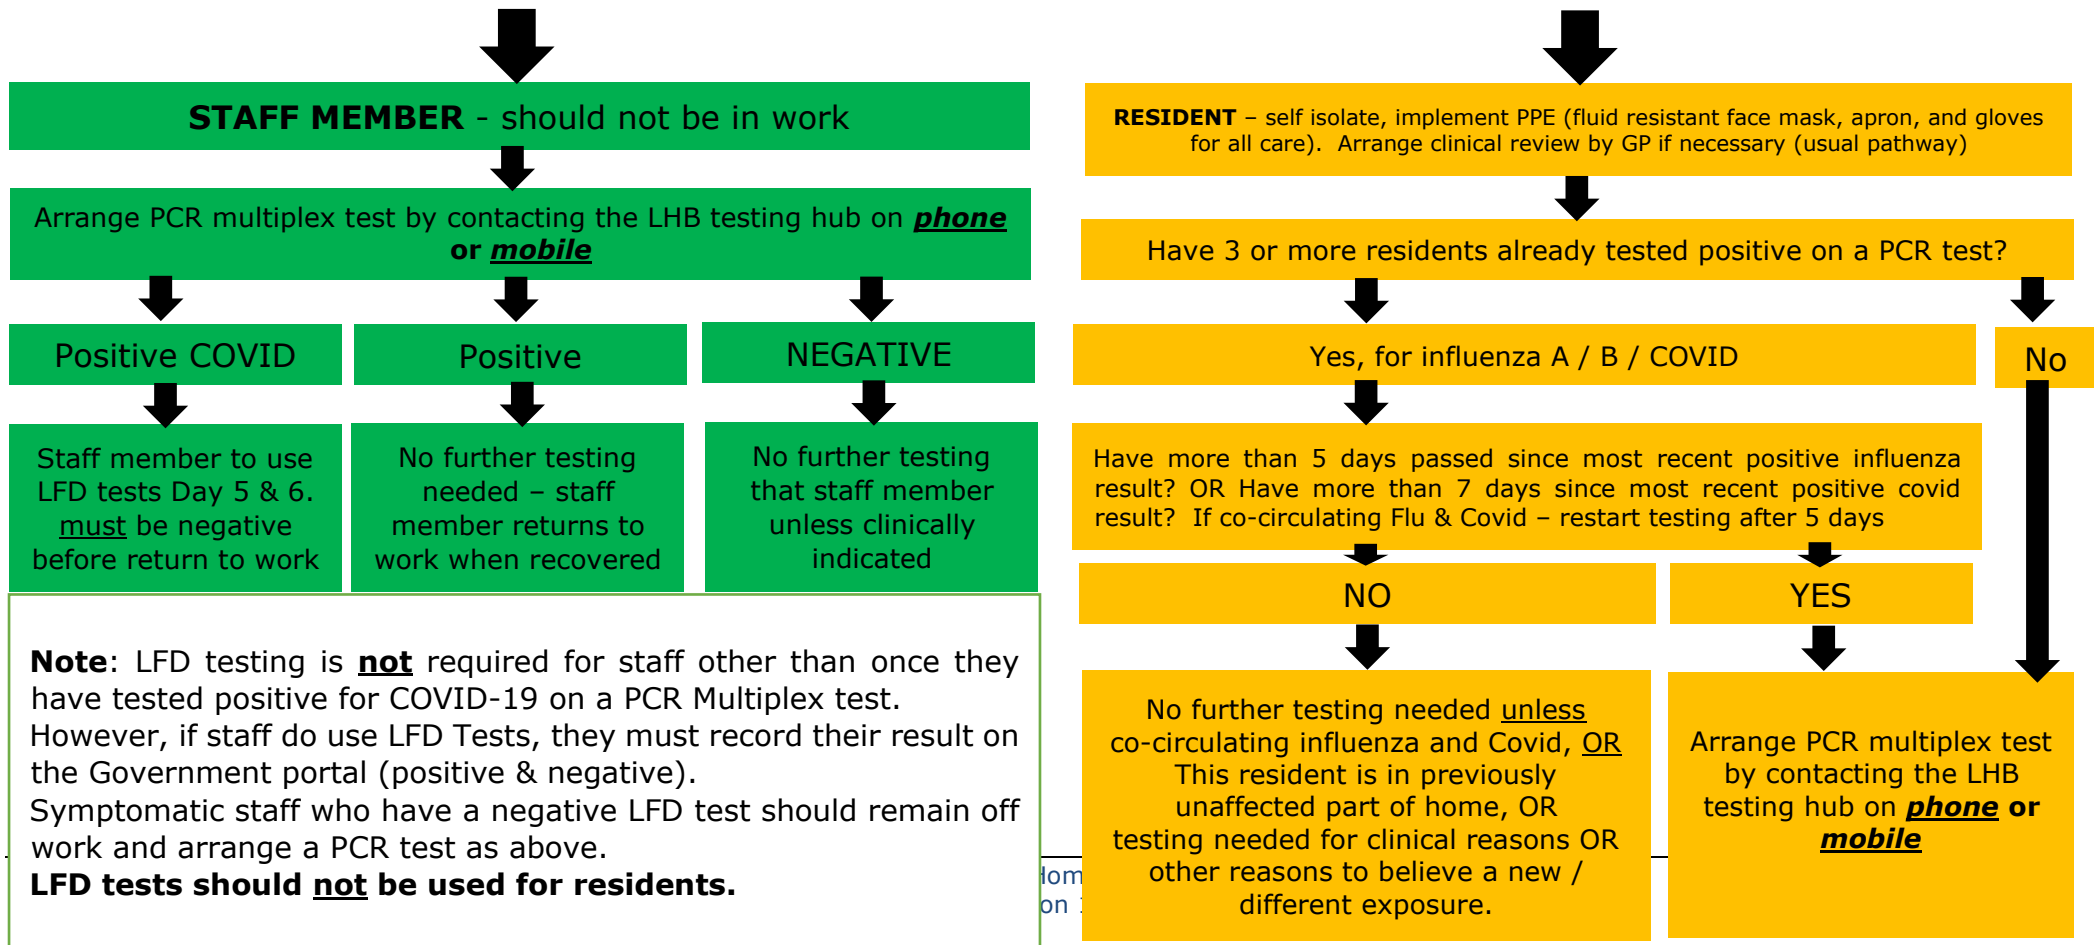 STAFF MEMBER - should not be in work
Arrange PCR multiplex test by contacting the LHB testing hub on phone
or mobile
Positive COVID
Positive
NEGATIVE
Staff member to use
LFD tests Day 5 & 6.
must be negative
before return to work
No further testing
needed – staff
member returns to
work when recovered
No further testing
that staff member
unless clinically
indicated
Note: LFD testing is not required for staff other than once they
have tested positive for COVID-19 on a PCR Multiplex test.
However, if staff do use LFD Tests, they must record their result on
the Government portal (positive & negative).
Symptomatic staff who have a negative LFD test should remain off
work and arrange a PCR test as above.
LFD tests should not be used for residents.
RESIDENT – self isolate, implement PPE (fluid resistant face mask, apron, and gloves
for all care). Arrange clinical review by GP if necessary (usual pathway)
Have 3 or more residents already tested positive on a PCR test?
Yes, for influenza A / B / COVID
No
Have more than 5 days passed since most recent positive influenza
result? OR Have more than 7 days since most recent positive covid
result? If co-circulating Flu & Covid – restart testing after 5 days
NO
YES
No further testing needed unless
co-circulating influenza and Covid, OR
This resident is in previously
unaffected part of home, OR
testing needed for clinical reasons OR
other reasons to believe a new /
different exposure.
Arrange PCR multiplex test
by contacting the LHB
testing hub on phone or
mobile